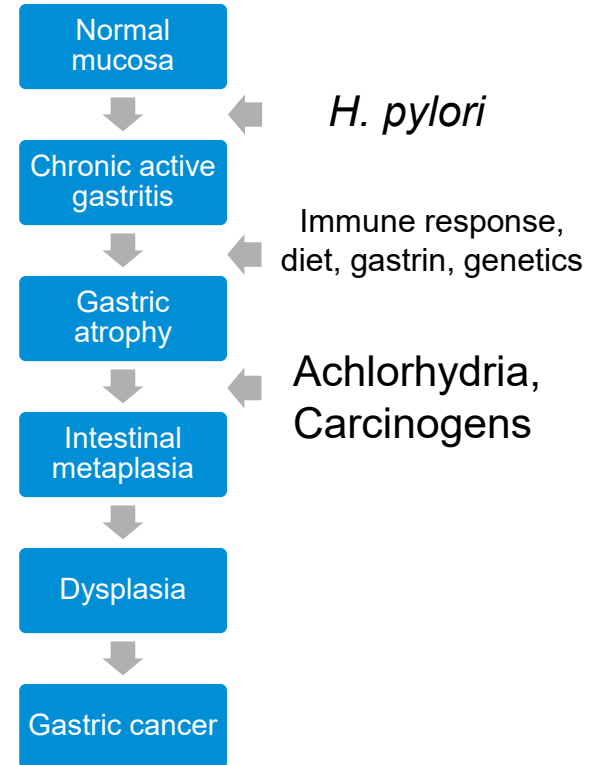 Normal
mucosa
H. pylori
Chronic active
gastritis
Immune response,
diet, gastrin, genetics
Gastric
atrophy
Achlorhydria,
Carcinogens
Intestinal
metaplasia
Dysplasia
Gastric cancer